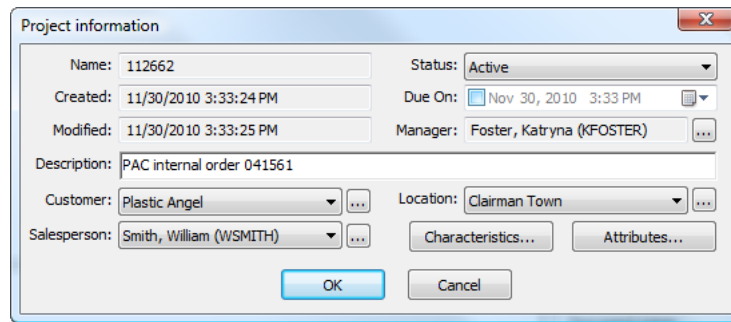 Project information
Name: 112662 Status: Active
Created: 11/30/2010 3:33:24 PM Due On: Nov 30, 2010 3:33 PM
Modified: 11/30/2010 3:33:25 PM Manager: Foster, Katryna (KFOSTER) ...
Description: PAC internal order 041561
Customer: Plastic Angel ... Location: Clairman Town ...
Salesperson: Smith, William (WSMITH) ... Characteristics... Attributes...
OK Cancel